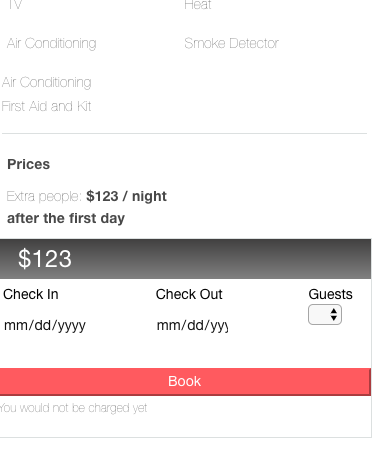 TV Heat
Air Conditioning Smoke Detector
Air Conditioning
First Aid and Kit
Prices
Extra people: $123 / night
after the first day
$123
Check In Check Out Guests
mm/dd/yyyy mm/dd/yyy
Book
You would not be charged yet